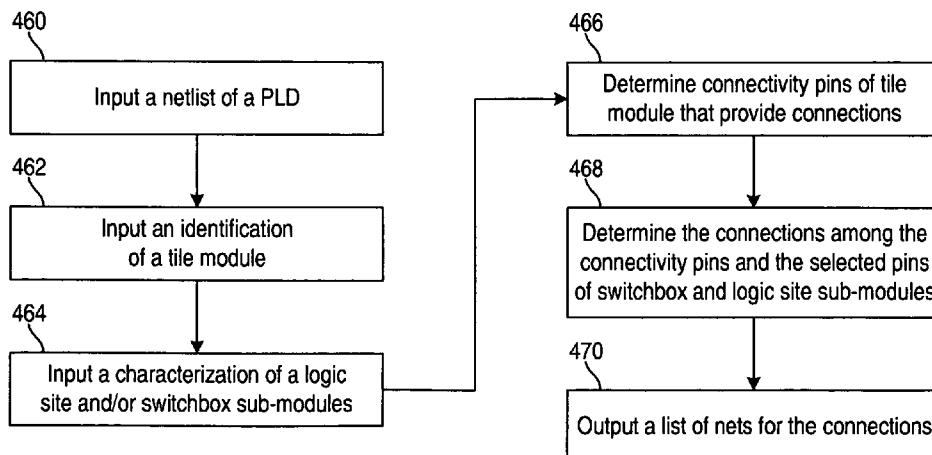 460
Input a netlist of a PLD
462
Input an identification
of a tile module
464
Input a characterization of a logic
site and/or switchbox sub-modules
466
Determine connectivity pins of tile
module that provide connections
468
Determine the connections among the
connectivity pins and the selected pins
of switchbox and logic site sub-modules
470
Output a list of nets for the connections